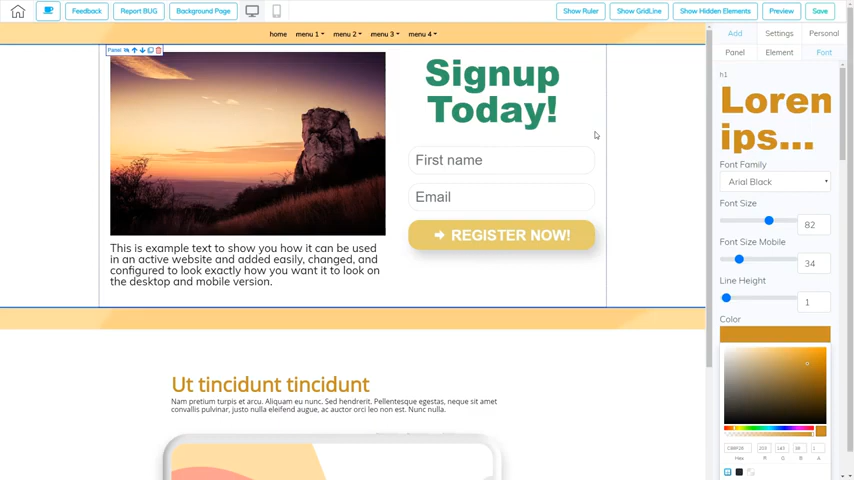 Feedback
Report BUG
Background Page
Show Ruler
Show GridLine
Show Hidden Elements
Preview
Save
home menu 1 menu 2 menu 3 menu 4
Add Settings Personal
Panel Element Font
Panel
Signup
Today!
First name
Email
REGISTER NOW!
This is example text to show you how it can be used
in an active website and added easily, changed, and
configured to look exactly how you want it to look on
the desktop and mobile version.
Ut tincidunt tincidunt
Nam pretium turpis et arcu. Aliquam eu nunc. Sed hendrerit. Pellentesque egestas, neque sit amet
convallis pulvinar, justo nulla eleifend augue, ac auctor orci leo non est. Nunc nulla.
h1
Loren
ips...
Font Family
Arial Black
Font Size
82
Font Size Mobile
34
Line Height
1
Color
Hex R G B A